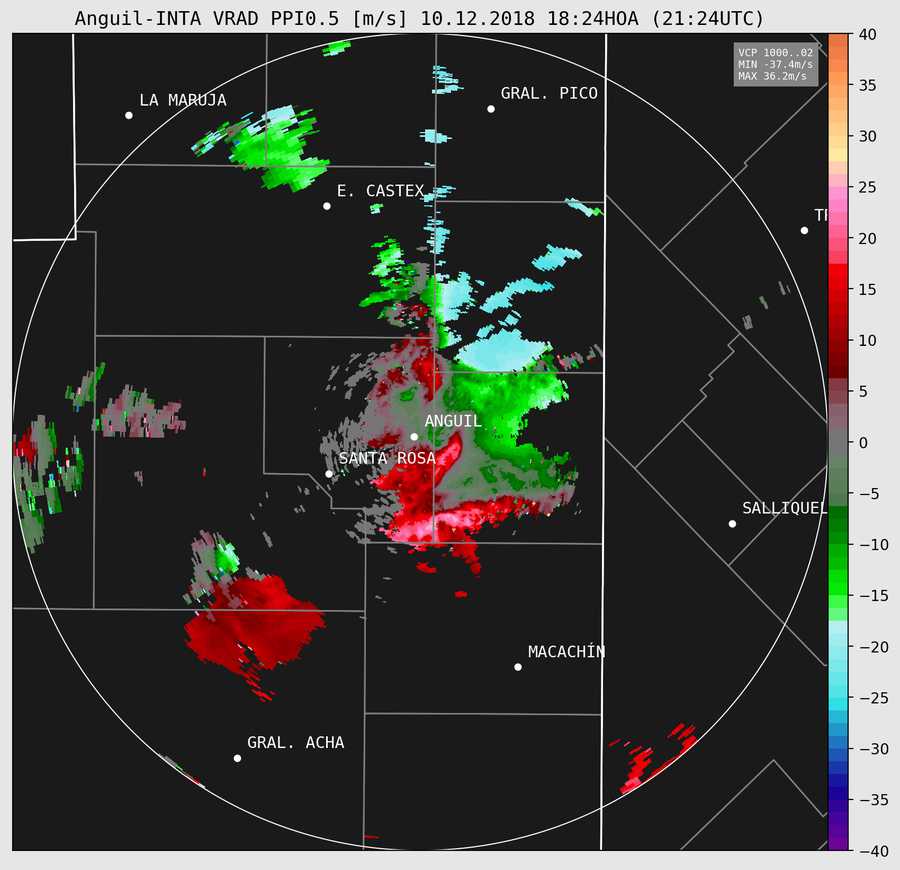 Anguil-INTA VRAD PPI0.5 [m/s] 10.12.2018 18:24HOA (21:24UTC)
VCP 1000..02
MIN -37.4m/s
MAX 36.2m/s
LA MARUJA
GRAL. PICO
E. CASTEX
ANGUIL
SANTA ROSA
SALLIQUEL
MACACHÍN
GRAL. ACHA
40
35
30
25
20
15
10
5
0
−5
−10
−15
−20
−25
−30
−35
−40